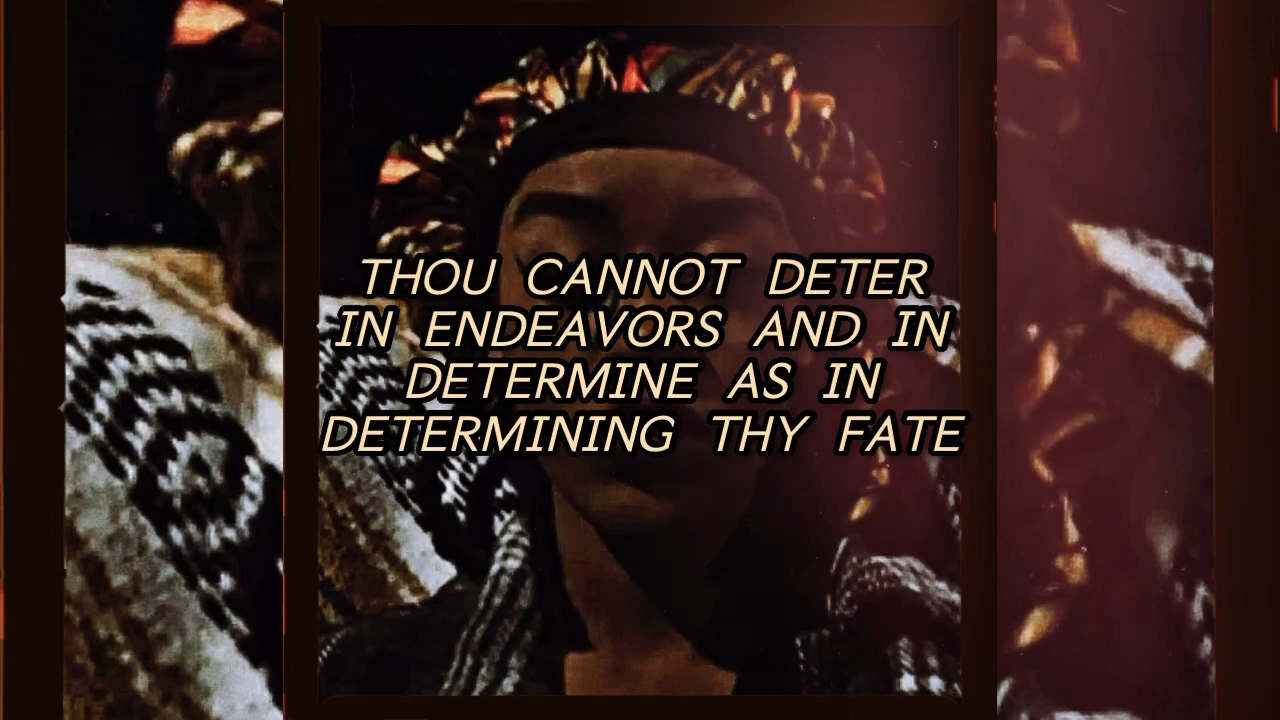 THOU CANNOT DETER
IN ENDEAVORS AND IN
DETERMINE AS IN
DETERMINING THY FATE